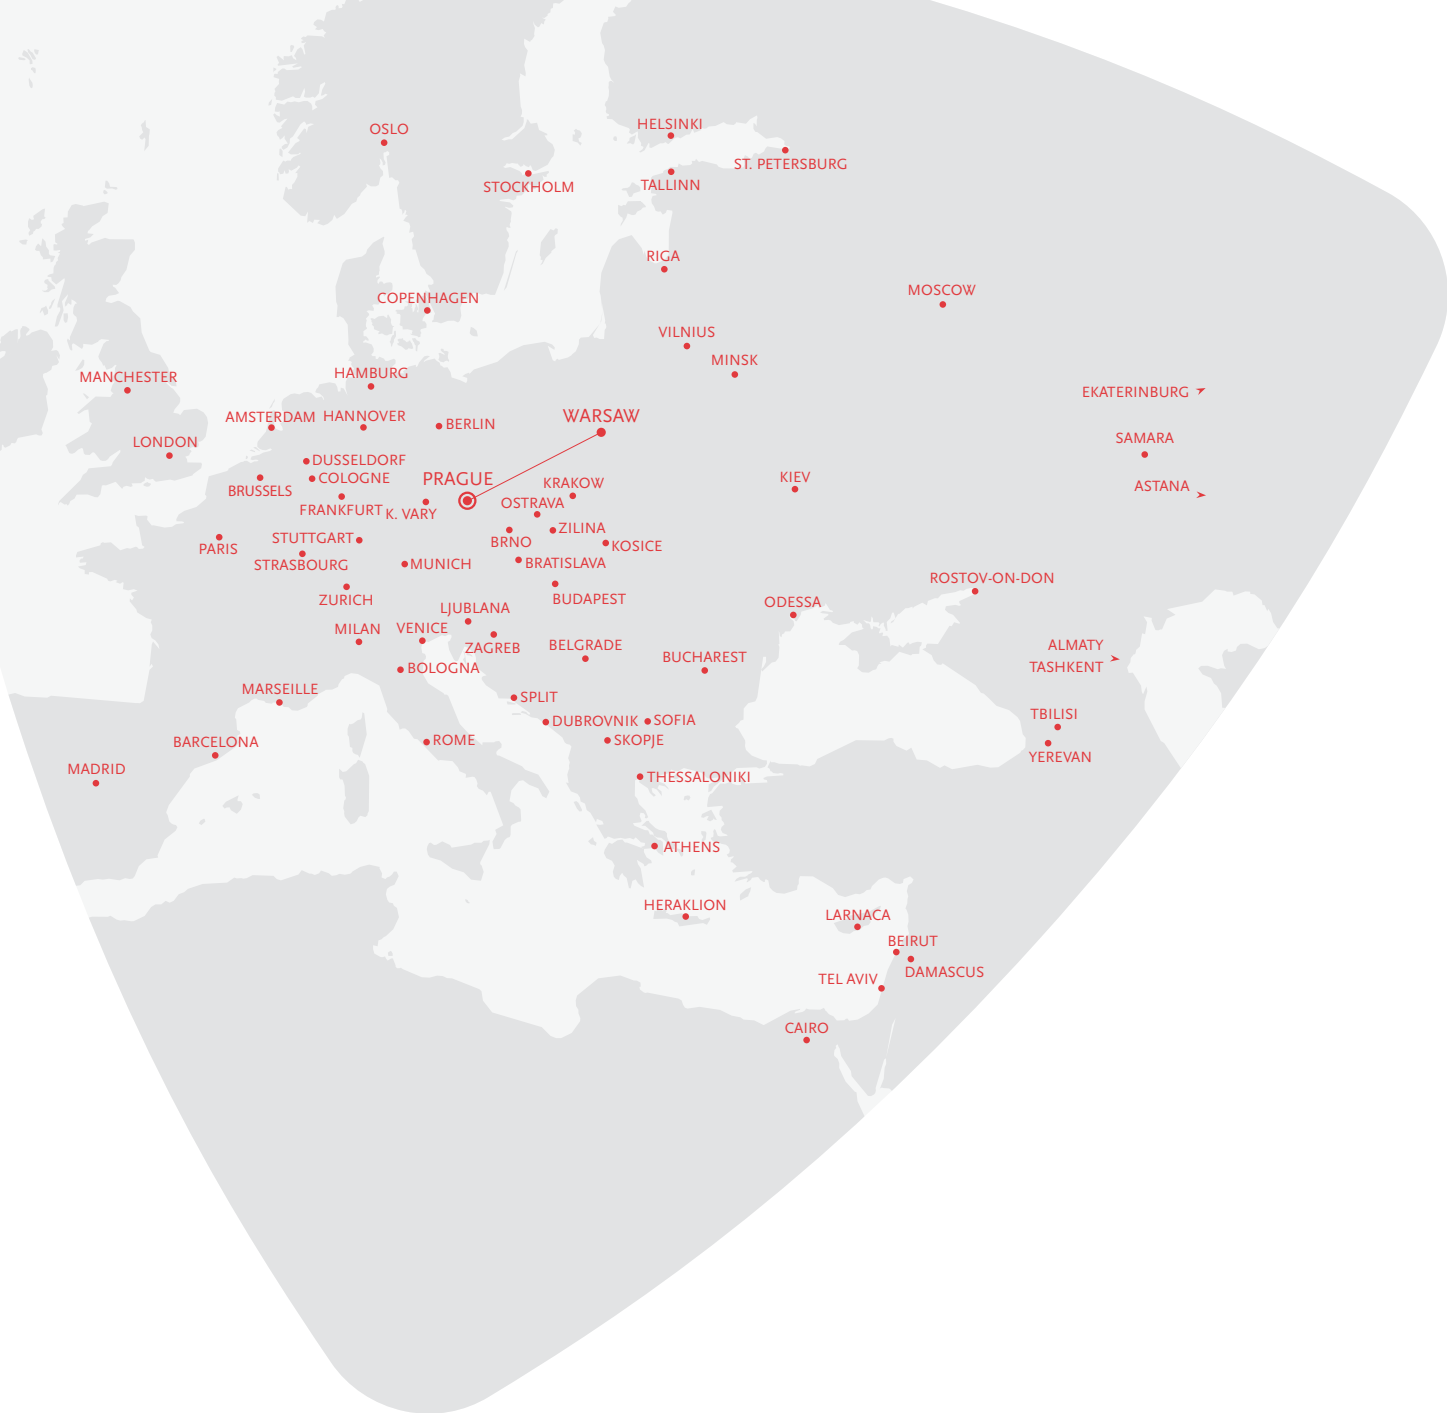 HELSINKI
OSLO
ST. PETERSBURG
TALLINN
STOCKHOLM
RIGA
MOSCOW
COPENHAGEN
VILNIUS
MINSK
HAMBURG
MANCHESTER
EKATERINBURG
WARSAW
HANNOVER
AMSTERDAM
BERLIN
SAMARA
LONDON
DUSSELDORF
KIEV
COLOGNE
PRAGUE
KRAKOW
ASTANA
BRUSSELS
OSTRAVA
FRANKFURT
K. VARY
ZILINA
STUTTGART
BRNO
KOSICE
PARIS
BRATISLAVA
MUNICH
STRASBOURG
ROSTOV-ON-DON
BUDAPEST
ZURICH
ODESSA
LJUBLANA
VENICE
MILAN
BELGRADE
ALMATY
ZAGREB
BUCHAREST
TASHKENT
BOLOGNA
MARSEILLE
SPLIT
TBILISI
DUBROVNIK
SOFIA
SKOPJE
ROME
BARCELONA
YEREVAN
MADRID
THESSALONIKI
ATHENS
HERAKLION
LARNACA
BEIRUT
DAMASCUS
TEL AVIV
CAIRO